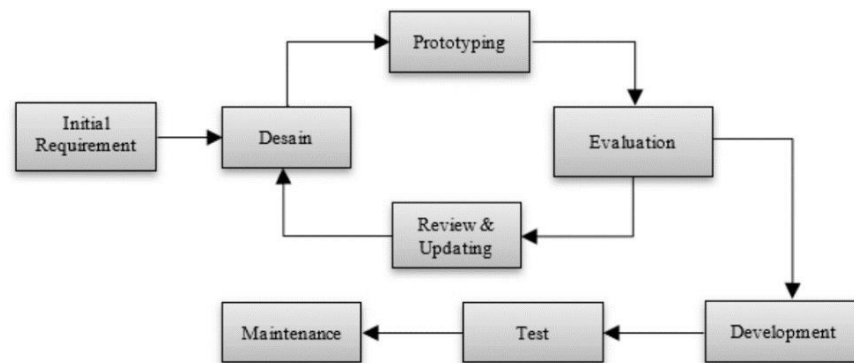 Prototyping
Initial
Requirement
Desain
Evaluation
Review &
Updating
Maintenance
Test
Development